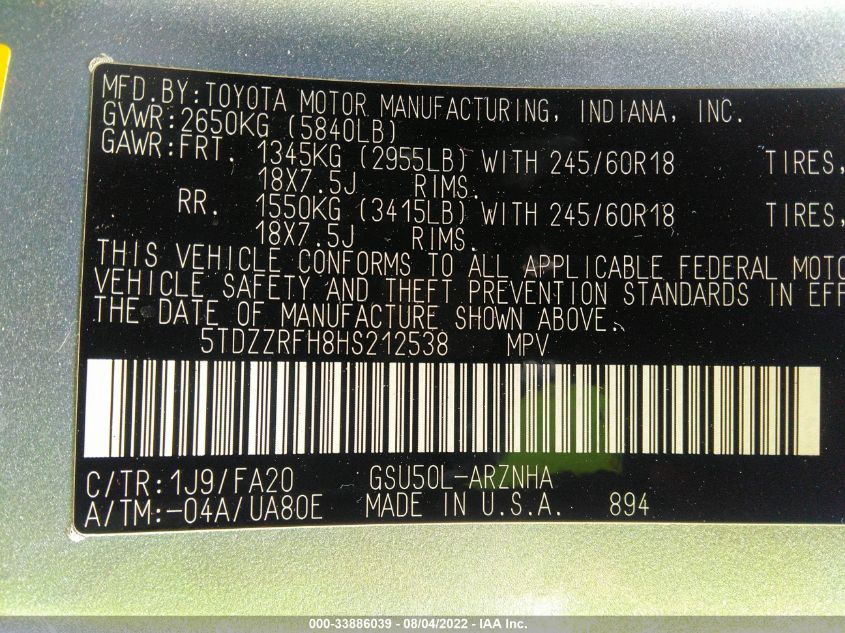 MFD.BY:TOYOTA MOTOR MANUFACTURING, INDIANA, INC.
GVWR:2650KG (5840LB)
GAWR:FRT. 1345KG (2955LB) WITH 245/60R18 TIRES,
18X7.5J RIMS.
RR. 1550KG (3415LB) WITH 245/60R18 TIRES,
18X7.5J RIMS.
THIS VEHICLE CONFORMS TO ALL APPLICABLE FEDERAL MOTO
VEHICLE SAFETY AND THEFT PREVENTION STANDARDS IN EFF
THE DATE OF MANUFACTURE SHOWN ABOVE.
5TDZZRFH8HS212538 MPV
C/TR:1J9/FA20 GSU50L-ARZNHA
A/TM:-04A/UA80E MADE IN U.S.A. 894
000-33886039 - 08/04/2022 - IAA Inc.